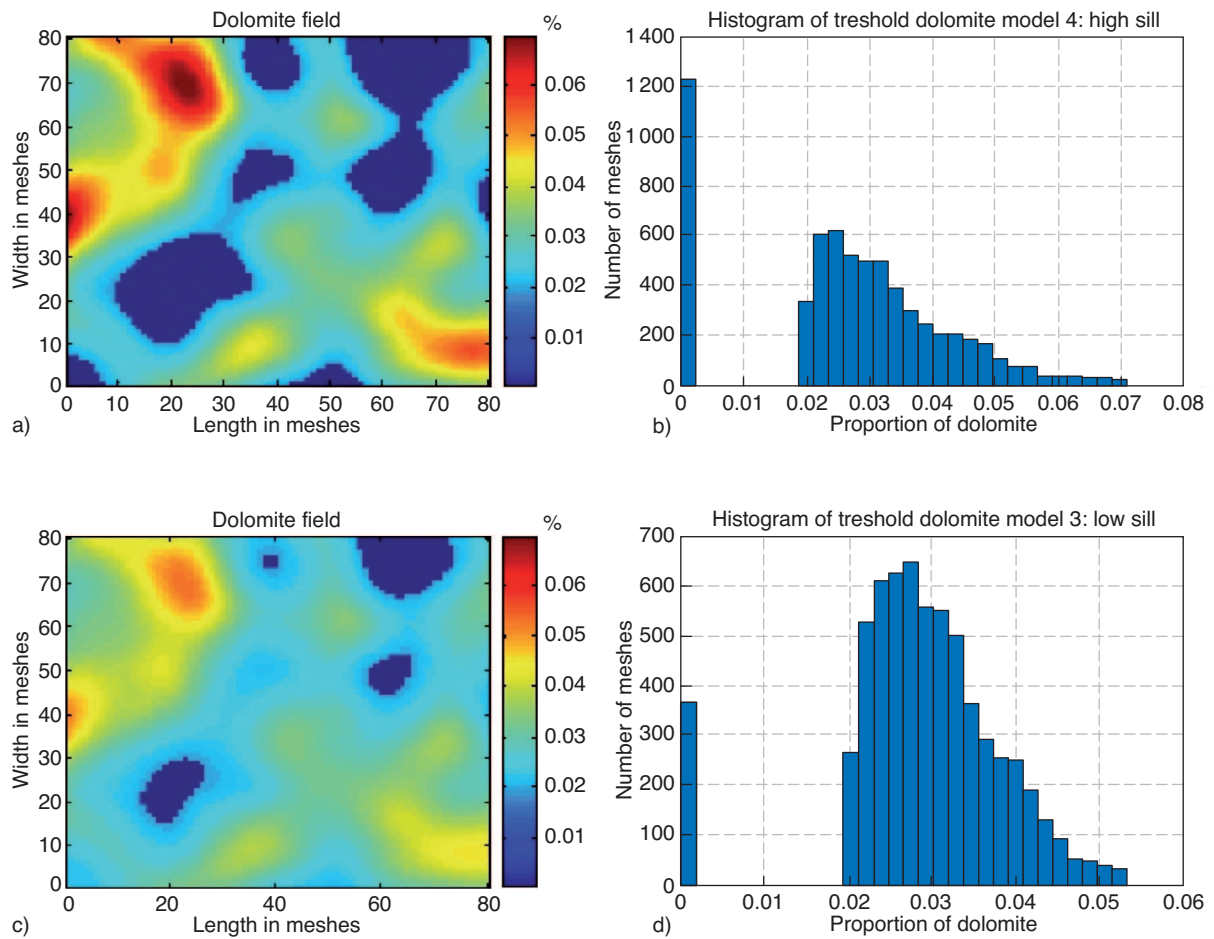 Dolomite field
%
80
70
60
50
40
30
20
10
0
Width in meshes
0 10 20 30 40 50 60 70 80
Length in meshes
0.06
0.05
0.04
0.03
0.02
0.01
a)
Histogram of treshold dolomite model 4: high sill
1400
1200
1000
800
600
400
200
0
Number of meshes
0 0.01 0.02 0.03 0.04 0.05 0.06 0.07 0.08
Proportion of dolomite
b)
Dolomite field
%
80
70
60
50
40
30
20
10
0
Width in meshes
0 20 40 60 80
Length in meshes
0.06
0.05
0.04
0.03
0.02
0.01
c)
Histogram of treshold dolomite model 3: low sill
700
600
500
400
300
200
100
0
Number of meshes
0 0.01 0.02 0.03 0.04 0.05 0.06
Proportion of dolomite
d)